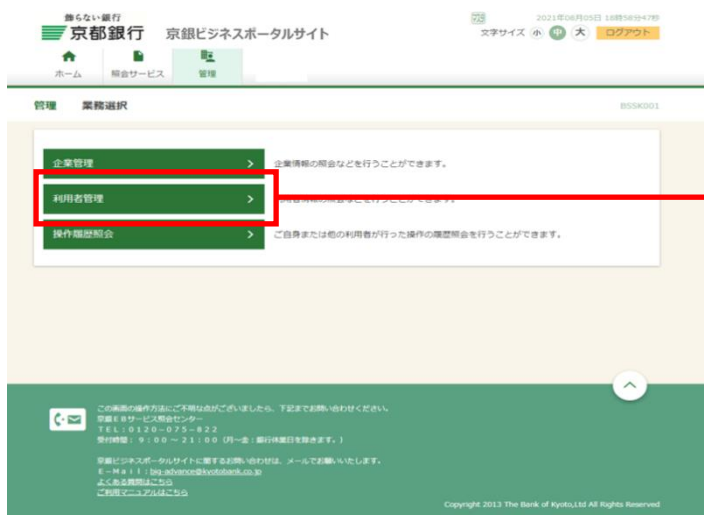 飾らない銀行
京都銀行 京銀ビジネスポータルサイト
2021年08月05日 18時58分47秒
文字サイズ 小 中 大 ログアウト
ホーム 照会サービス 管理
管理 業務選択 BSSK001
企業管理 企業情報の照会などを行うことができます。
利用者管理
操作履歴照会 ご自身または他の利用者が行った操作の履歴照会を行うことができます。
この画面の操作方法にご不明な点がございましたら、下記までお問い合わせください。
京銀EBサービス照会センター
TEL:0120-075-822
受付時間: 9:00 ~ 21:00 (月~金:銀行休業日を除きます。)
京銀ビジネスポータルサイトに関するお問い合わせは、メールでお願いいたします。
E-Mail:big-advance@kyotobank.co.jp
よくある質問はこちら
ご利用マニュアルはこちら
Copyright 2013 The Bank of Kyoto,Ltd All Rights Reserved